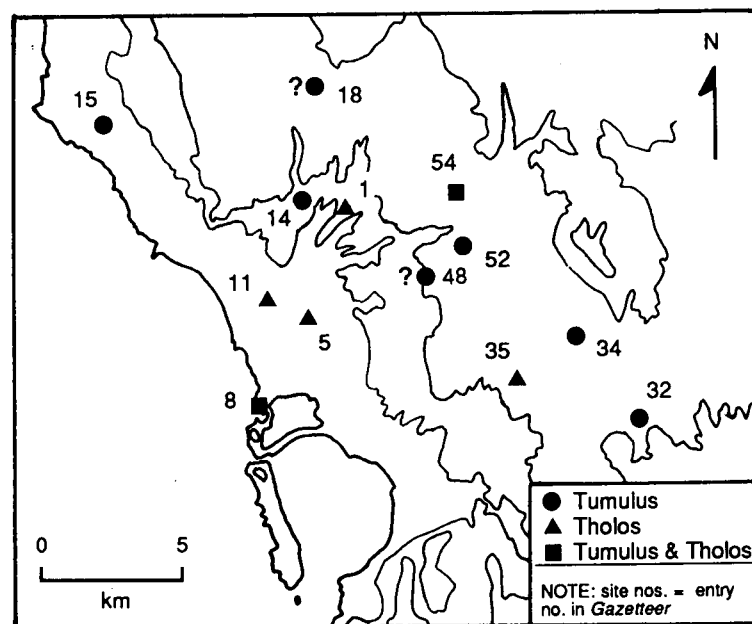 N
15
? 18
54
1
14
52
? 48
11
5
34
35
32
8
0 5
km
Tumulus
Tholos
Tumulus & Tholos
NOTE: site nos. = entry
no. in Gazetteer